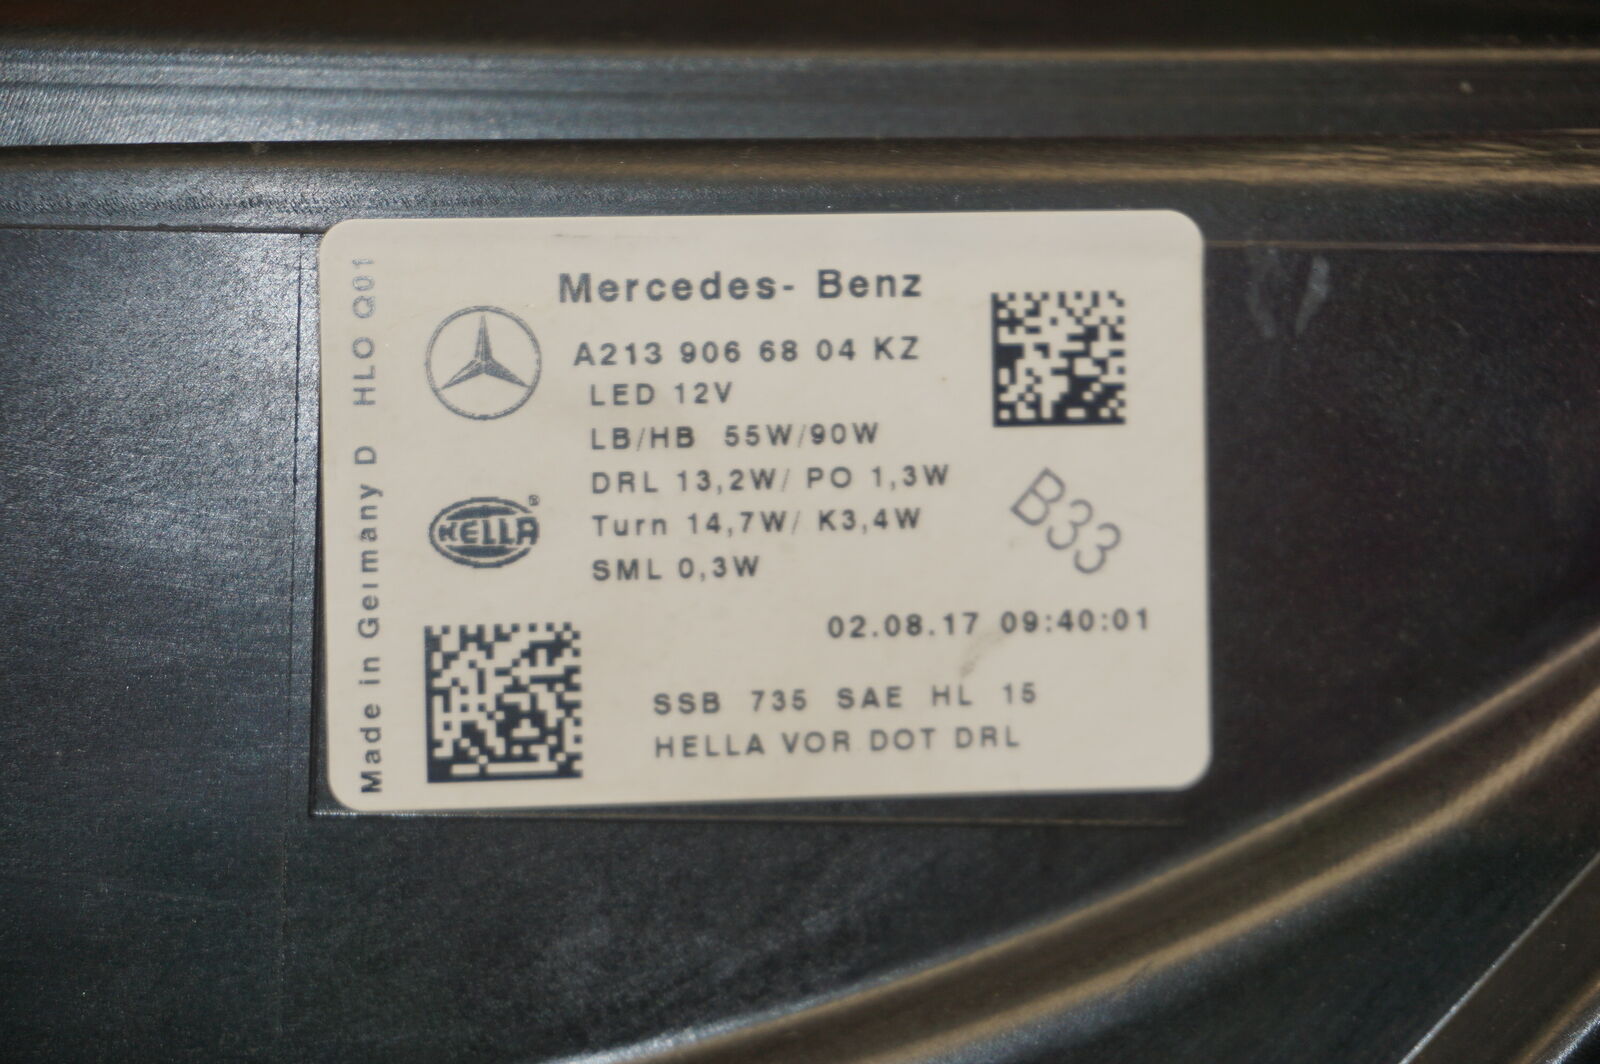 Mercedes- Benz
A213 906 68 04 KZ
LED 12V
LB/HB 55W/90W
DRL 13,2W/ PO 1,3W
Turn 14,7W/ K3,4W
SML 0,3W
HELLA®
B33
02.08.17 09:40:01
SSB 735 SAE HL 15
HELLA VOR DOT DRL
Made in Germany D HLO Q01